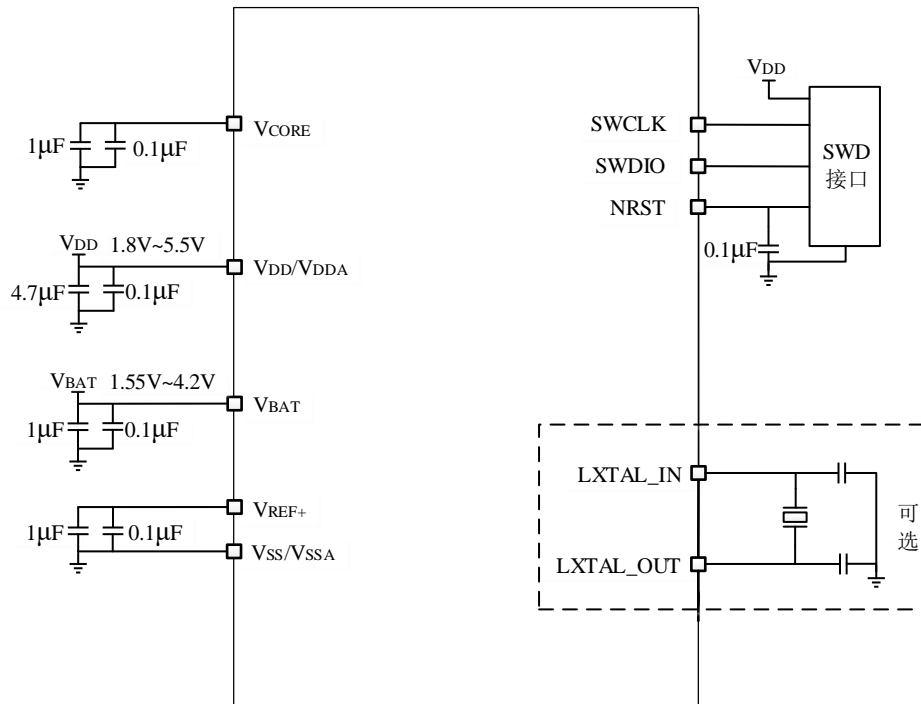 VCORE
1μF
0.1μF
VDD 1.8V~5.5V
VDD/VDDA
4.7μF
0.1μF
VBAT 1.55V~4.2V
VBAT
1μF
0.1μF
VREF+
1μF
0.1μF
VSS/VSSA
VDD
SWCLK
SWDIO
NRST
SWD
接口
0.1μF
LXTAL_IN
LXTAL_OUT
可
选